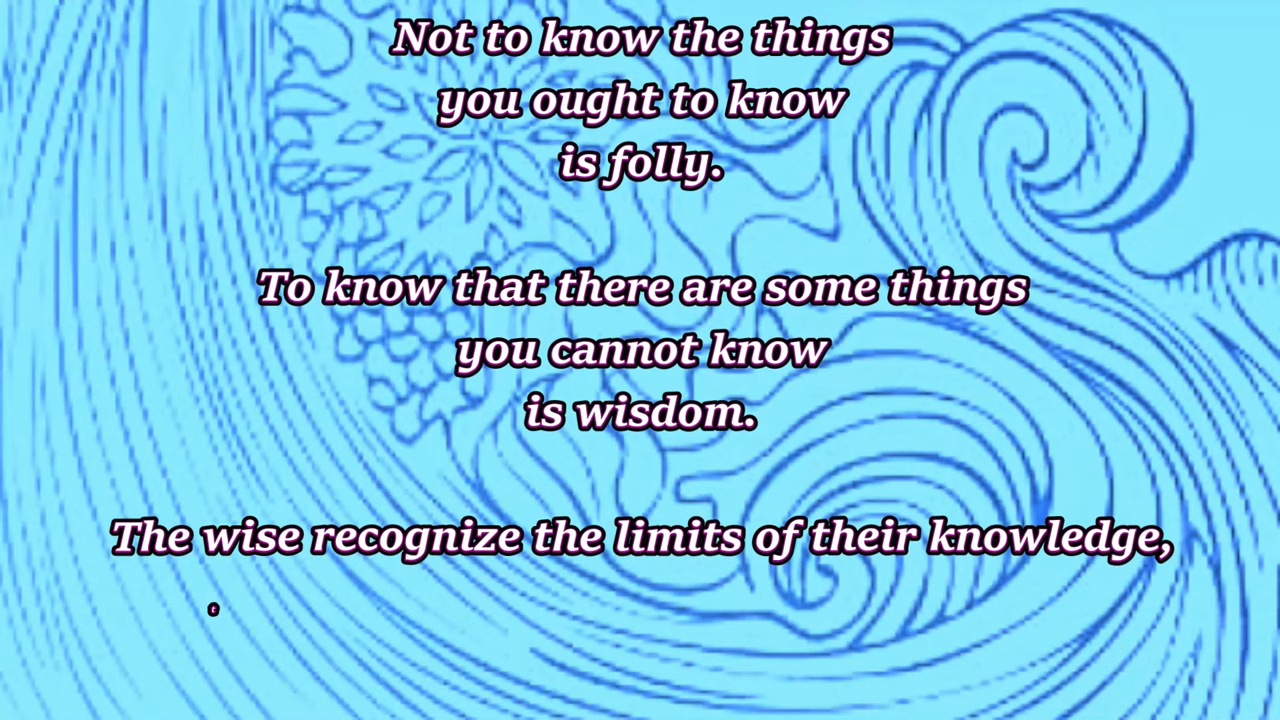 Not to know the things
you ought to know
is folly.
To know that there are some things
you cannot know
is wisdom.
The wise recognize the limits of their knowledge,
t